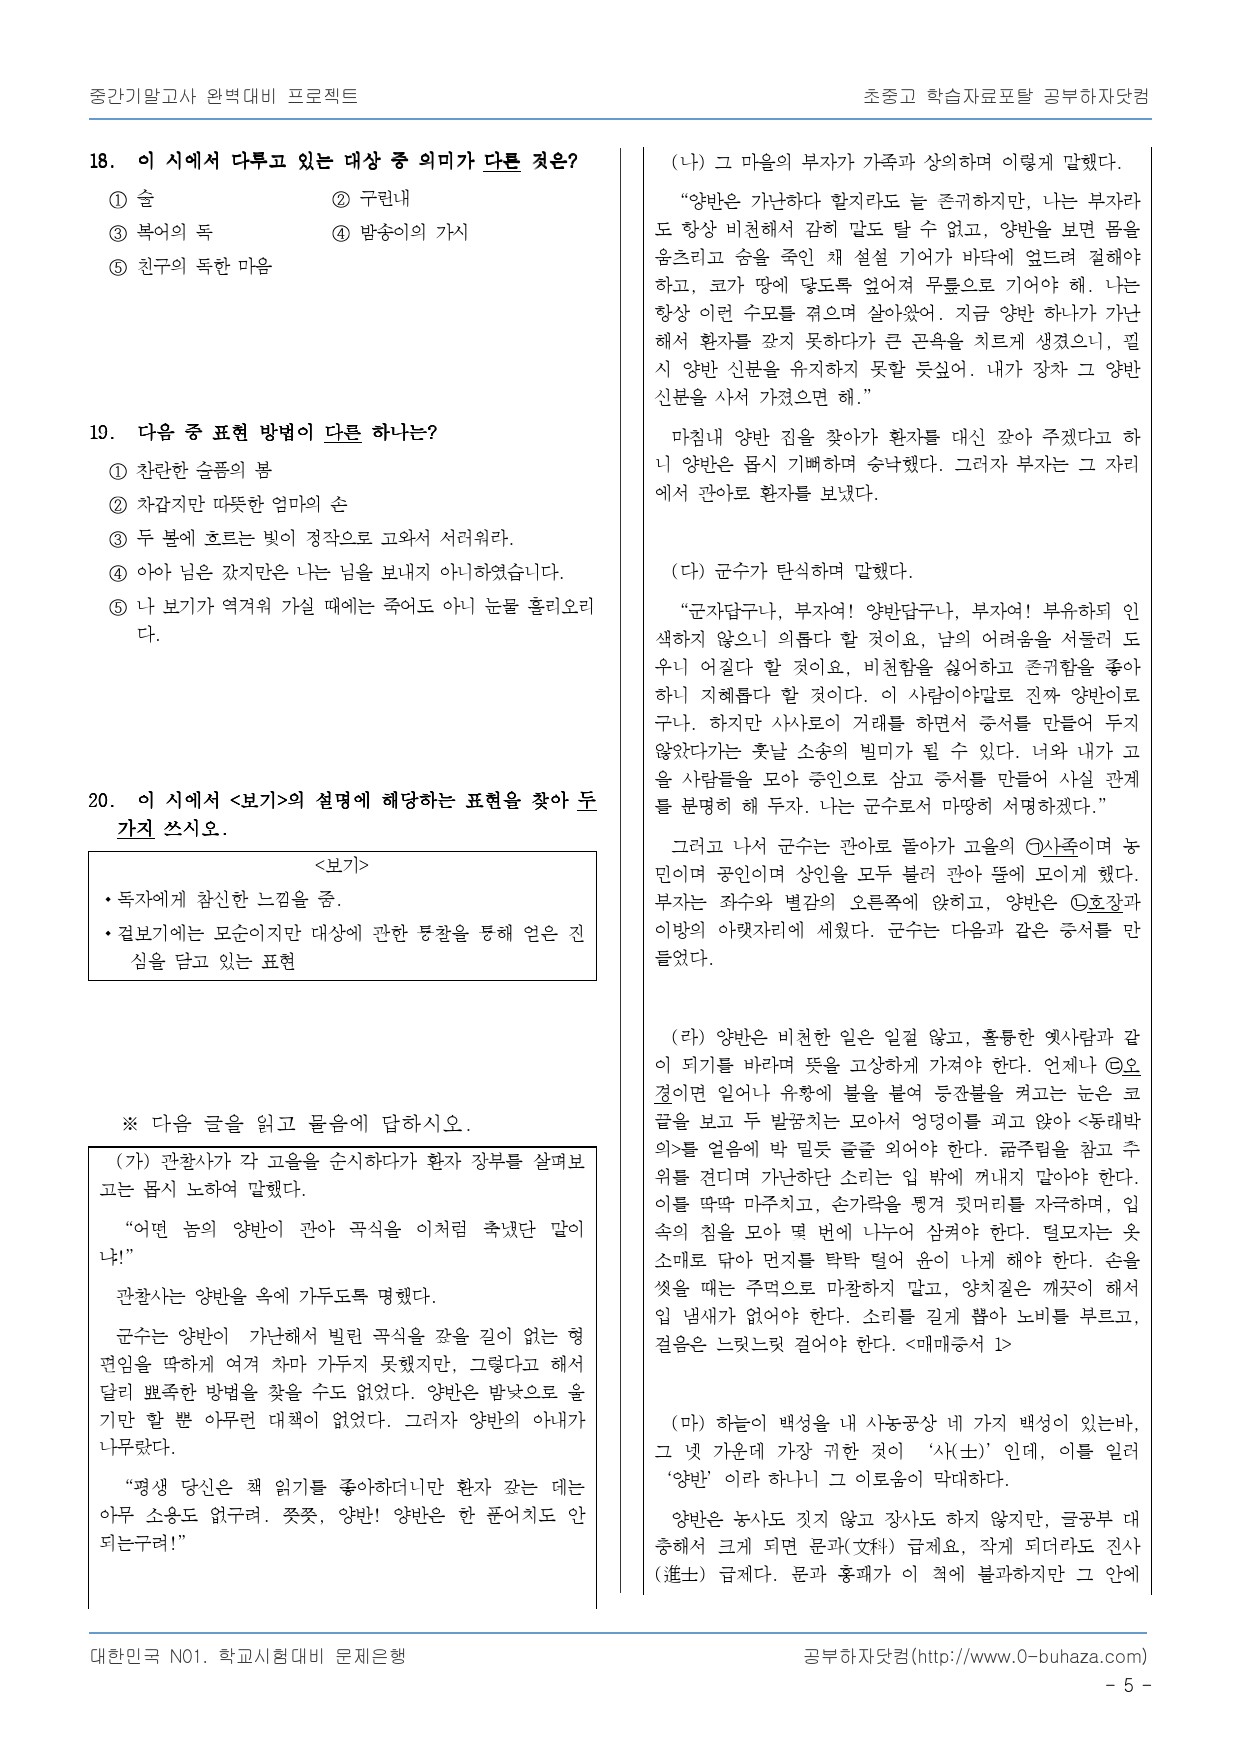 중간기말고사 완벽대비 프로젝트
초중고 학습자료포탈 공부하자닷컴
18. 이 시에서 다루고 있는 대상 중 의미가 다른 것은?
① 술 ② 구린내
③ 복어의 독 ④ 밤송이의 가시
⑤ 친구의 독한 마음
19. 다음 중 표현 방법이 다른 하나는?
① 찬란한 슬픔의 봄
② 차갑지만 따뜻한 엄마의 손
③ 두 볼에 흐르는 빛이 정작으로 고와서 서러워라.
④ 아아 님은 갔지만은 나는 님을 보내지 아니하였습니다.
⑤ 나 보기가 역겨워 가실 때에는 죽어도 아니 눈물 흘리오리
다.
20. 이 시에서 <보기>의 설명에 해당하는 표현을 찾아 두
가지 쓰시오.
<보기>
• 독자에게 참신한 느낌을 줌.
• 겉보기에는 모순이지만 대상에 관한 통찰을 통해 얻은 진
심을 담고 있는 표현
※ 다음 글을 읽고 물음에 답하시오.
(가) 관찰사가 각 고을을 순시하다가 환자 장부를 살펴보
고는 몹시 노하여 말했다.
“어떤 놈의 양반이 관아 곡식을 이처럼 축냈단 말이
냐!”
관찰사는 양반을 옥에 가두도록 명했다.
군수는 양반이 가난해서 빌린 곡식을 갚을 길이 없는 형
편임을 딱하게 여겨 차마 가두지 못했지만, 그렇다고 해서
달리 뾰족한 방법을 찾을 수도 없었다. 양반은 밤낮으로 울
기만 할 뿐 아무런 대책이 없었다. 그러자 양반의 아내가
나무랐다.
“평생 당신은 책 읽기를 좋아하더니만 환자 갚는 데는
아무 소용도 없구려. 쯧쯧, 양반! 양반은 한 푼어치도 안
되는구려!”
(나) 그 마을의 부자가 가족과 상의하며 이렇게 말했다.
“양반은 가난하다 할지라도 늘 존귀하지만, 나는 부자라
도 항상 비천해서 감히 말도 탈 수 없고, 양반을 보면 몸을
움츠리고 숨을 죽인 채 설설 기어가 바닥에 엎드려 절해야
하고, 코가 땅에 닿도록 엎어져 무릎으로 기어야 해. 나는
항상 이런 수모를 겪으며 살아왔어. 지금 양반 하나가 가난
해서 환자를 갚지 못하다가 큰 곤욕을 치르게 생겼으니, 필
시 양반 신분을 유지하지 못할 듯싶어. 내가 장차 그 양반
신분을 사서 가졌으면 해.”
마침내 양반 집을 찾아가 환자를 대신 갚아 주겠다고 하
니 양반은 몹시 기뻐하며 승낙했다. 그러자 부자는 그 자리
에서 관아로 환자를 보냈다.
(다) 군수가 탄식하며 말했다.
“군자답구나, 부자여! 양반답구나, 부자여! 부유하되 인
색하지 않으니 의롭다 할 것이요, 남의 어려움을 서둘러 도
우니 어질다 할 것이요, 비천함을 싫어하고 존귀함을 좋아
하니 지혜롭다 할 것이다. 이 사람이야말로 진짜 양반이로
구나. 하지만 사사로이 거래를 하면서 증서를 만들어 두지
않았다가는 훗날 소송의 빌미가 될 수 있다. 너와 내가 고
을 사람들을 모아 증인으로 삼고 증서를 만들어 사실 관계
를 분명히 해 두자. 나는 군수로서 마땅히 서명하겠다.”
그러고 나서 군수는 관아로 돌아가 고을의 ㉠사족이며 농
민이며 공인이며 상인을 모두 불러 관아 뜰에 모이게 했다.
부자는 좌수와 별감의 오른쪽에 앉히고, 양반은 ㉡호장과
이방의 아랫자리에 세웠다. 군수는 다음과 같은 증서를 만
들었다.
(라) 양반은 비천한 일은 일절 않고, 훌륭한 옛사람과 같
이 되기를 바라며 뜻을 고상하게 가져야 한다. 언제나 ㉢오
경이면 일어나 유황에 불을 붙여 등잔불을 켜고는 눈은 코
끝을 보고 두 발꿈치는 모아서 엉덩이를 괴고 앉아 <동래박
의>를 얼음에 박 밀듯 줄줄 외어야 한다. 굶주림을 참고 추
위를 견디며 가난하단 소리는 입 밖에 꺼내지 말아야 한다.
이를 딱딱 마주치고, 손가락을 튕겨 뒷머리를 자극하며, 입
속의 침을 모아 몇 번에 나누어 삼켜야 한다. 털모자는 옷
소매로 닦아 먼지를 탁탁 털어 윤이 나게 해야 한다. 손을
씻을 때는 주먹으로 마찰하지 말고, 양치질은 깨끗이 해서
입 냄새가 없어야 한다. 소리를 길게 뽑아 노비를 부르고,
걸음은 느릿느릿 걸어야 한다. <매매증서 1>
(마) 하늘이 백성을 내 사농공상 네 가지 백성이 있는바,
그 넷 가운데 가장 귀한 것이 ‘사(士)’인데, 이를 일러
‘양반’이라 하나니 그 이로움이 막대하다.
양반은 농사도 짓지 않고 장사도 하지 않지만, 글공부 대
충해서 크게 되면 문과(文科) 급제요, 작게 되더라도 진사
(進士) 급제다. 문과 홍패가 이 척에 불과하지만 그 안에
대한민국 N01. 학교시험대비 문제은행
공부하자닷컴(http://www.0-buhaza.com)
- 5 -